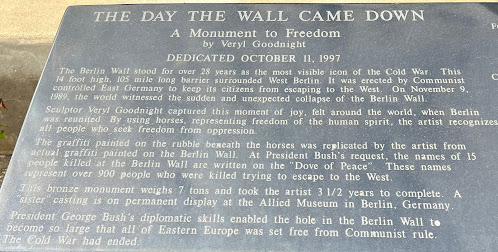 THE DAY THE WALL CAME DOWN
A Monument to Freedom
by Veryl Goodnight
DEDICATED OCTOBER 11, 1997
The Berlin Wall stood for over 28 years as the most visible icon of the Cold War. This
14 foot high, 105 mile long barrier surrounded West Berlin. It was erected by Communist
controlled East Germany to keep its citizens from escaping to the West. On November 9,
1989, the world witnessed the sudden and unexpected collapse of the Berlin Wall.
Sculptor Veryl Goodnight captured this moment of joy, felt around the world, when Berlin
was reunited. By using horses, representing freedom of the human spirit, the artist recognizes
all people who seek freedom from oppression.
The graffiti painted on the rubble beneath the horses was replicated by the artist from
actual graffiti painted on the Berlin Wall. At President Bush's request, the names of 15
people killed at the Berlin Wall are written on the "Dove of Peace". These names
represent over 900 people who were killed trying to escape to the West.
This bronze monument weighs 7 tons and took the artist 3 1/2 years to complete. A
"sister" casting is on permanent display at the Allied Museum in Berlin, Germany.
President George Bush's diplomatic skills enabled the hole in the Berlin Wall to
become so large that all of Eastern Europe was set free from Communist rule.
The Cold War had ended.